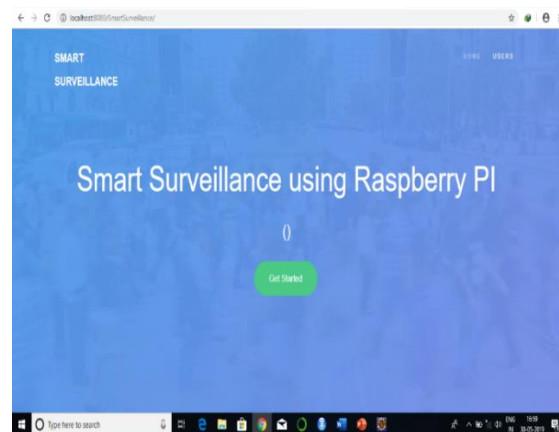 localhost:8080/SmartSurveillance/
SMART
SURVEILLANCE
HOME USERS
Smart Surveillance using Raspberry PI
()
Get Started
Type here to search
ENG
IN
16:59
30-05-2019